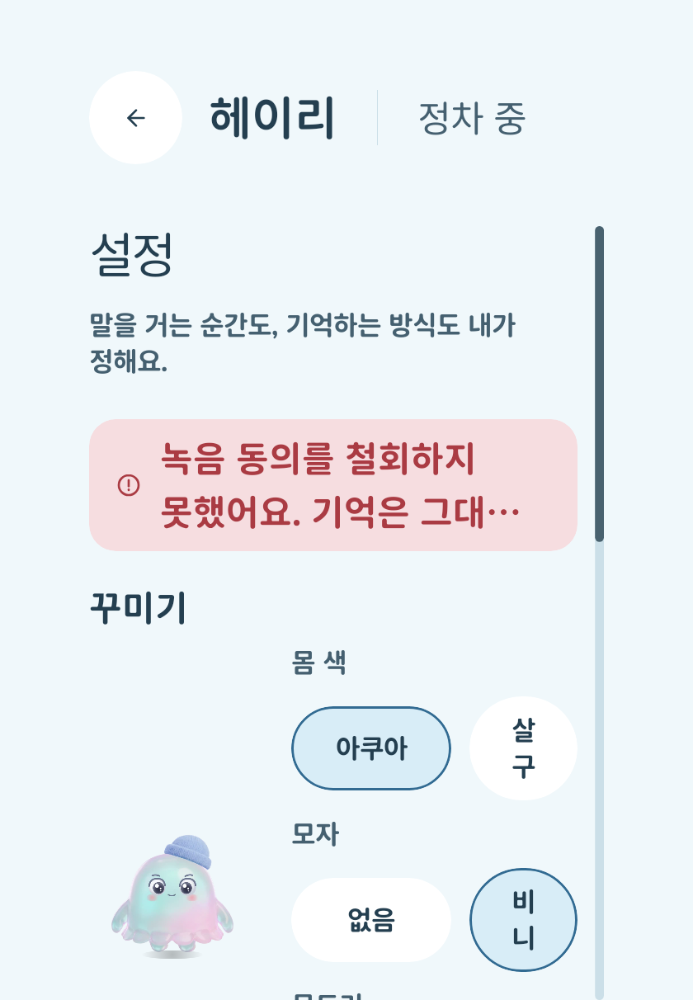 헤이리
정차 중
설정
말을 거는 순간도, 기억하는 방식도 내가
정해요.
녹음 동의를 철회하지
못했어요. 기억은 그대…
꾸미기
몸 색
아쿠아
살
구
모자
없음
비
니